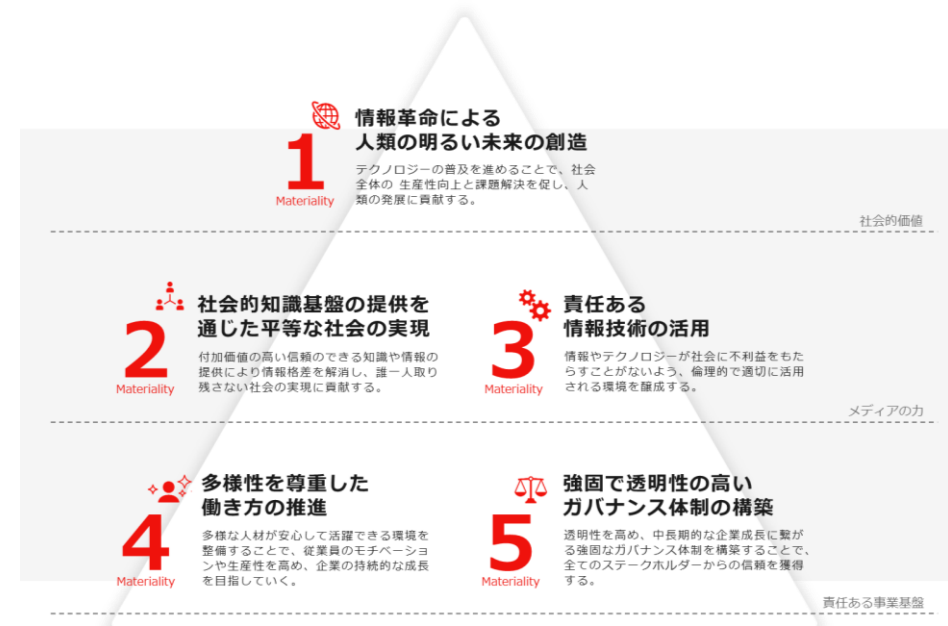 情報革命による
人類の明るい未来の創造
1
Materiality
テクノロジーの普及を進めることで、社会
全体の 生産性向上と課題解決を促し、人
類の発展に貢献する。
社会的価値
社会的知識基盤の提供を
通じた平等な社会の実現
2
Materiality
付加価値の高い信頼のできる知識や情報の
提供により情報格差を解消し、誰一人取り
残さない社会の実現に貢献する。
責任ある
情報技術の活用
3
Materiality
情報やテクノロジーが社会に不利益をもた
らすことがないよう、倫理的で適切に活用
される環境を醸成する。
メディアの力
多様性を尊重した
働き方の推進
4
Materiality
多様な人材が安心して活躍できる環境を
整備することで、従業員のモチベーショ
ンや生産性を高め、企業の持続的な成長
を目指していく。
強固で透明性の高い
ガバナンス体制の構築
5
Materiality
透明性を高め、中長期的な企業成長に繋が
る強固なガバナンス体制を構築することで、
全てのステークホルダーからの信頼を獲得
する。
責任ある事業基盤